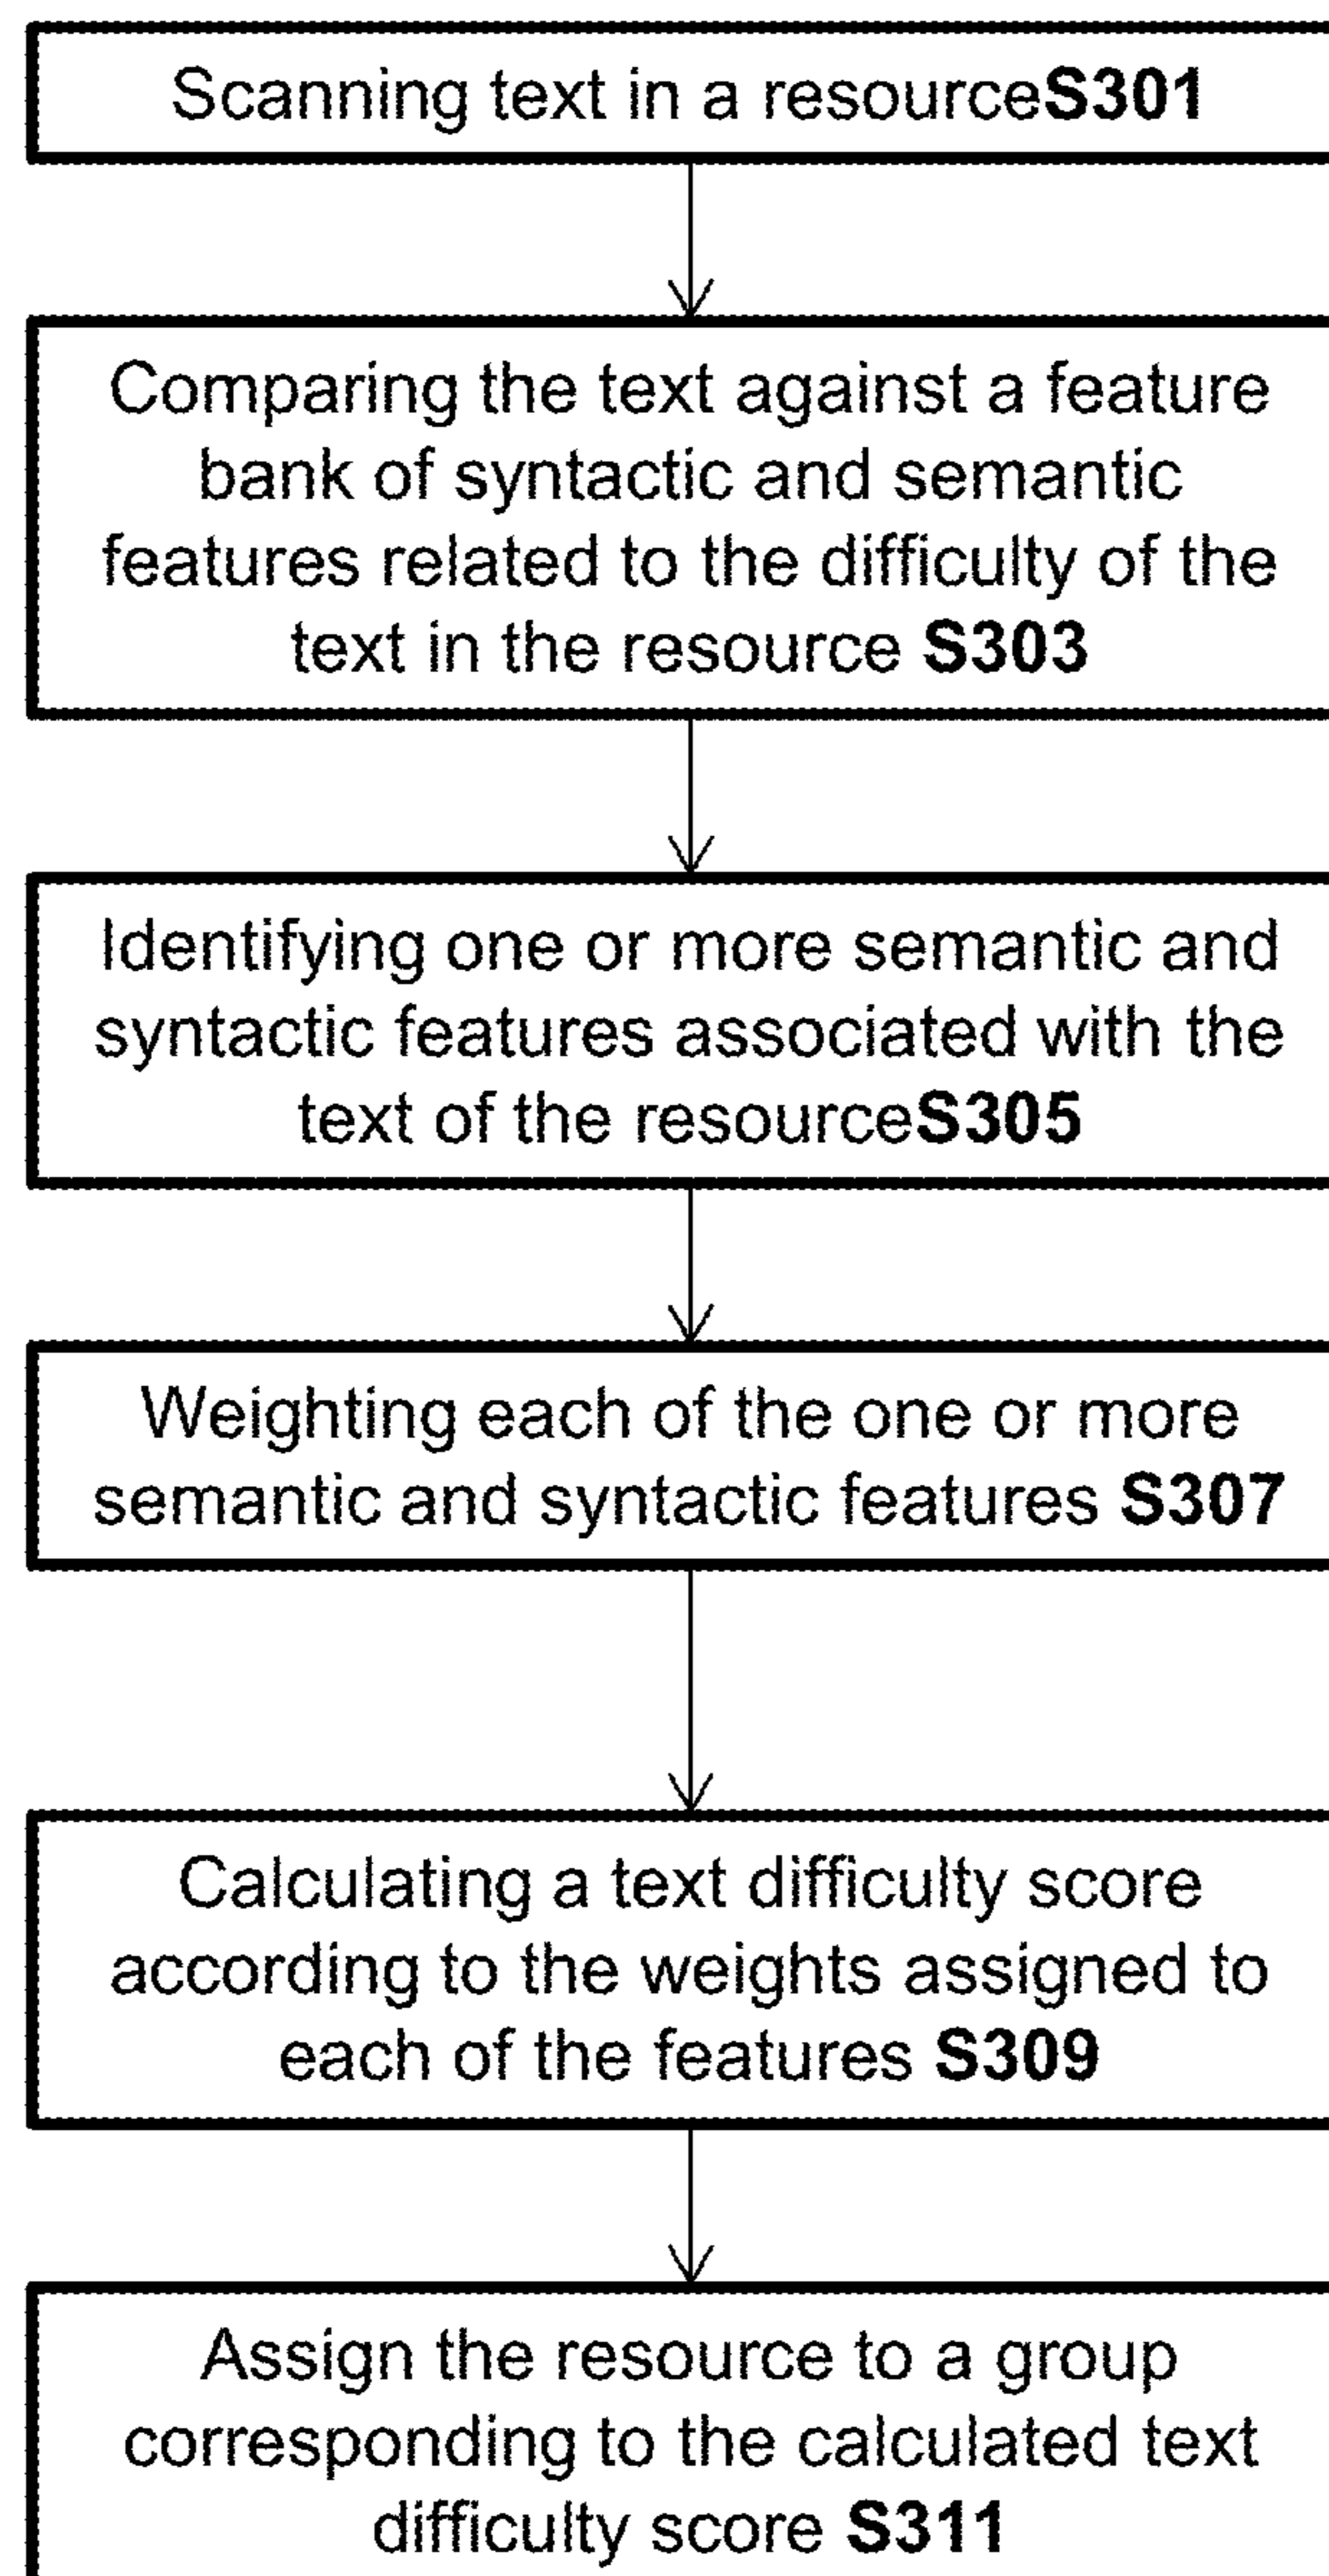 Scanning text in a resourceS301
Comparing the text against a feature
bank of syntactic and semantic
features related to the difficulty of the
text in the resource S303
Identifying one or more semantic and
syntactic features associated with the
text of the resourceS305
Weighting each of the one or more
semantic and syntactic features S307
Calculating a text difficulty score
according to the weights assigned to
each of the features S309
Assign the resource to a group
corresponding to the calculated text
difficulty score S311